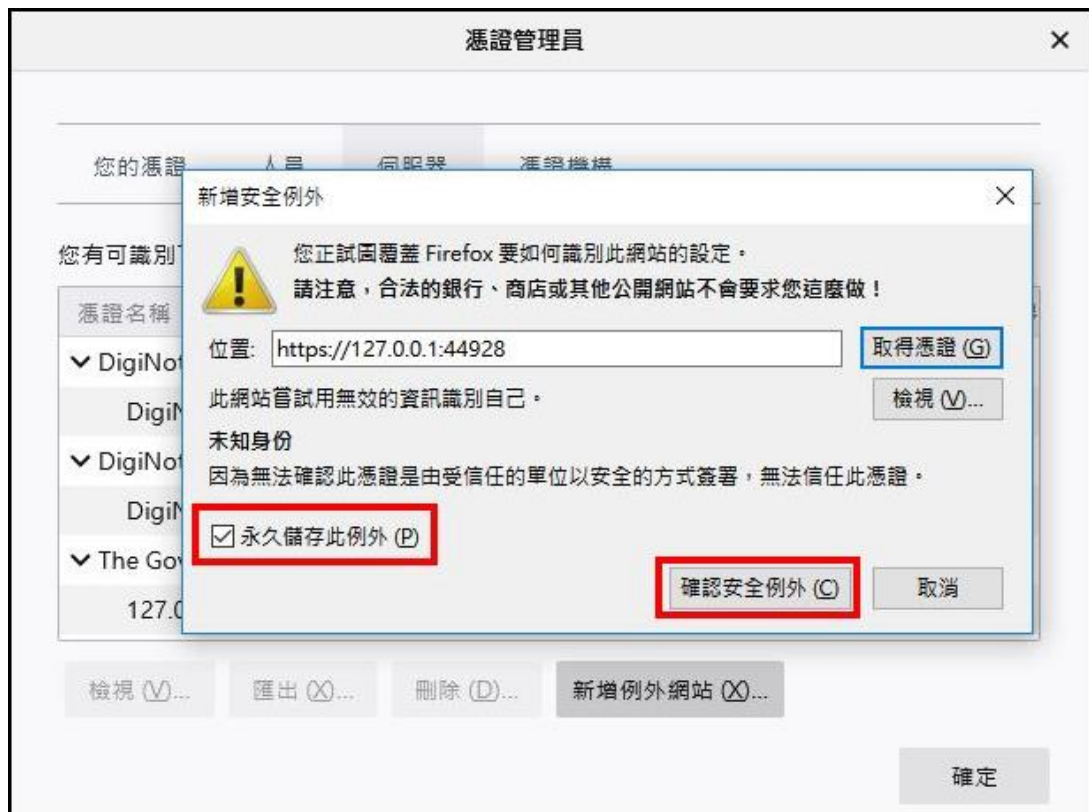 憑證管理員
您的憑證 人員 伺服器 憑證機構
新增安全例外
您有可識別
您正試圖覆蓋 Firefox 要如何識別此網站的設定。
請注意,合法的銀行、商店或其他公開網站不會要求您這麼做!
憑證名稱
位置: https://127.0.0.1:44928 取得憑證 (G)
DigiNot
此網站嘗試用無效的資訊識別自己。 檢視 (V)...
DigiN
未知身份
DigiNot
因為無法確認此憑證是由受信任的單位以安全的方式簽署,無法信任此憑證。
DigiN
永久儲存此例外 (P)
The Gov
確認安全例外 (C) 取消
127.0
檢視 (V)... 匯出 (X)... 刪除 (D)... 新增例外網站 (X)...
確定